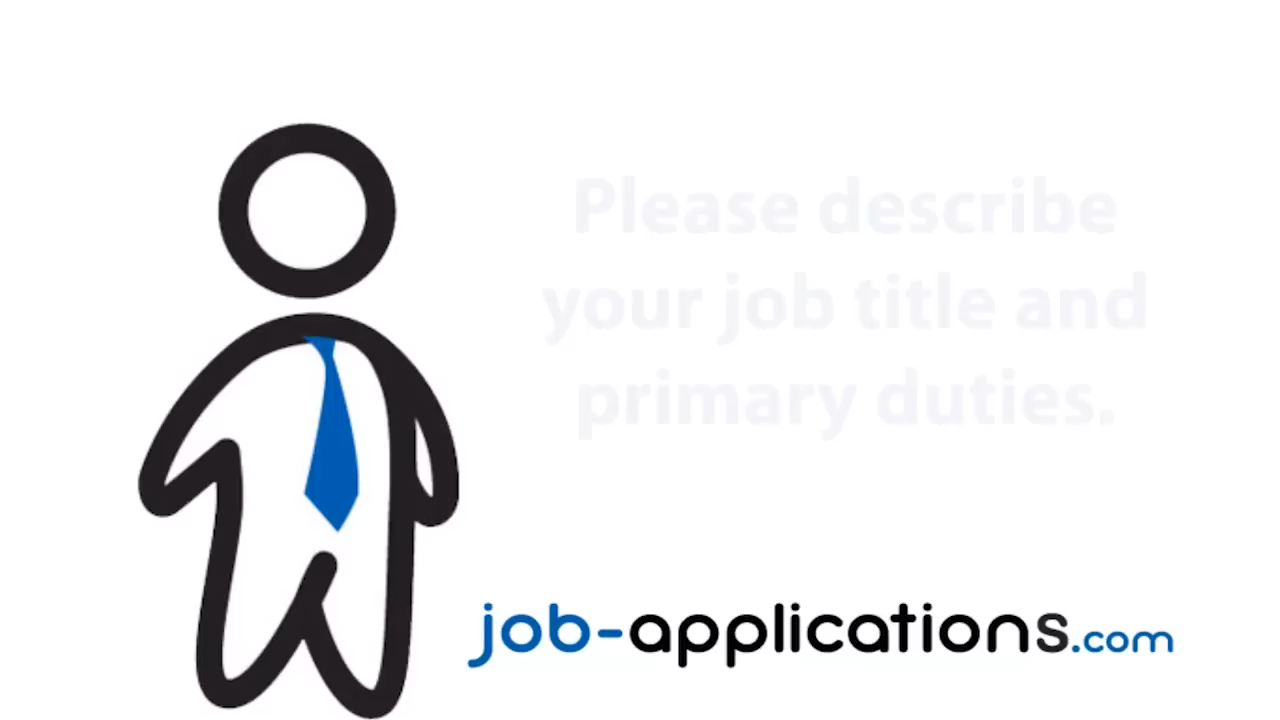 Please describe
your job title and
primary duties.
job-applications.com